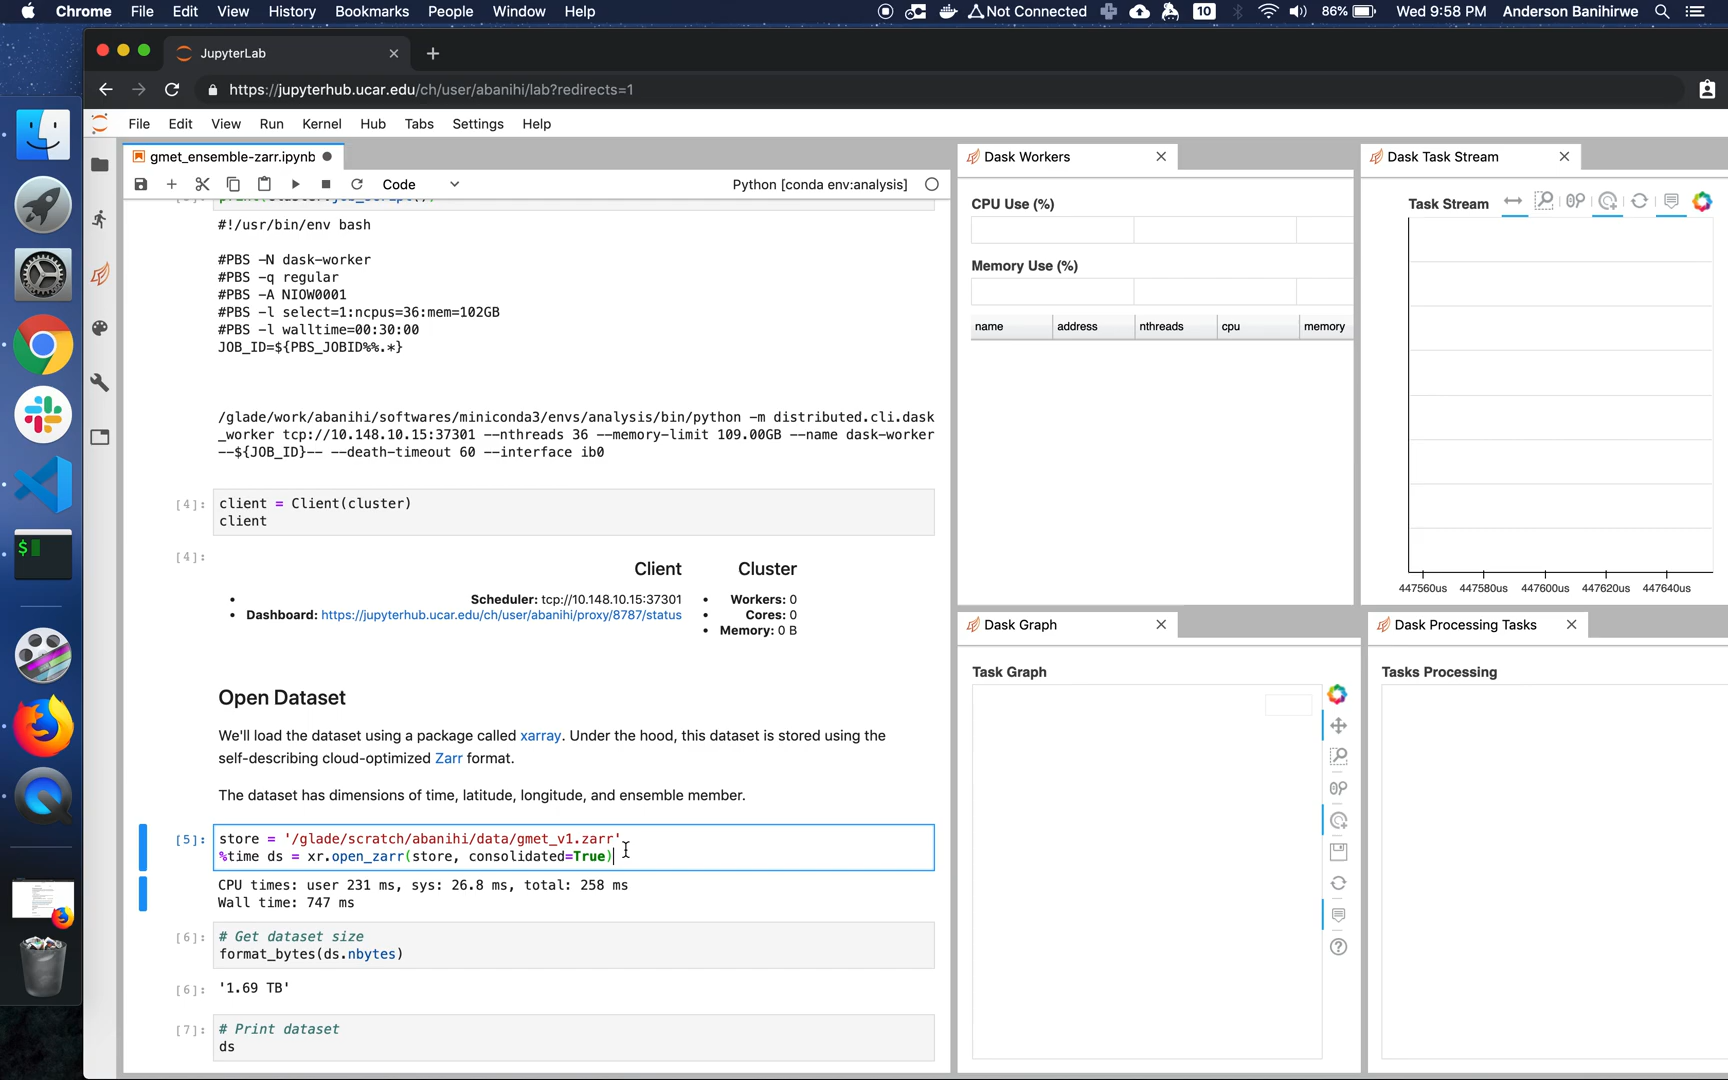 Chrome File Edit View History Bookmarks People Window Help Not Connected 10 86% Wed 9:58 PM Anderson Banihirwe
JupyterLab
https://jupyterhub.ucar.edu/ch/user/abanihi/lab?redirects=1
File Edit View Run Kernel Hub Tabs Settings Help
gmet_ensemble-zarr.ipynb
Code Python [conda env:analysis]
#!/usr/bin/env bash
#PBS -N dask-worker
#PBS -q regular
#PBS -A NIOW0001
#PBS -l select=1:ncpus=36:mem=102GB
#PBS -l walltime=00:30:00
JOB_ID=${PBS_JOBID%%.*}
/glade/work/abanihi/softwares/miniconda3/envs/analysis/bin/python -m distributed.cli.dask
_worker tcp://10.148.10.15:37301 --nthreads 36 --memory-limit 109.00GB --name dask-worker
--${JOB_ID}-- --death-timeout 60 --interface ib0
[4]: client = Client(cluster)
client
[4]:
Client Cluster
Scheduler: tcp://10.148.10.15:37301 Workers: 0
Dashboard: https://jupyterhub.ucar.edu/ch/user/abanihi/proxy/8787/status Cores: 0
Memory: 0 B
Open Dataset
We'll load the dataset using a package called xarray. Under the hood, this dataset is stored using the
self-describing cloud-optimized Zarr format.
The dataset has dimensions of time, latitude, longitude, and ensemble member.
[5]: store = '/glade/scratch/abanihi/data/gmet_v1.zarr'
%time ds = xr.open_zarr(store, consolidated=True)
CPU times: user 231 ms, sys: 26.8 ms, total: 258 ms
Wall time: 747 ms
[6]: # Get dataset size
format_bytes(ds.nbytes)
[6]: '1.69 TB'
[7]: # Print dataset
ds
Dask Workers
CPU Use (%)
Memory Use (%)
name address nthreads cpu memory
Dask Task Stream
Task Stream
447560us 447580us 447600us 447620us 447640us
Dask Graph
Task Graph
Dask Processing Tasks
Tasks Processing